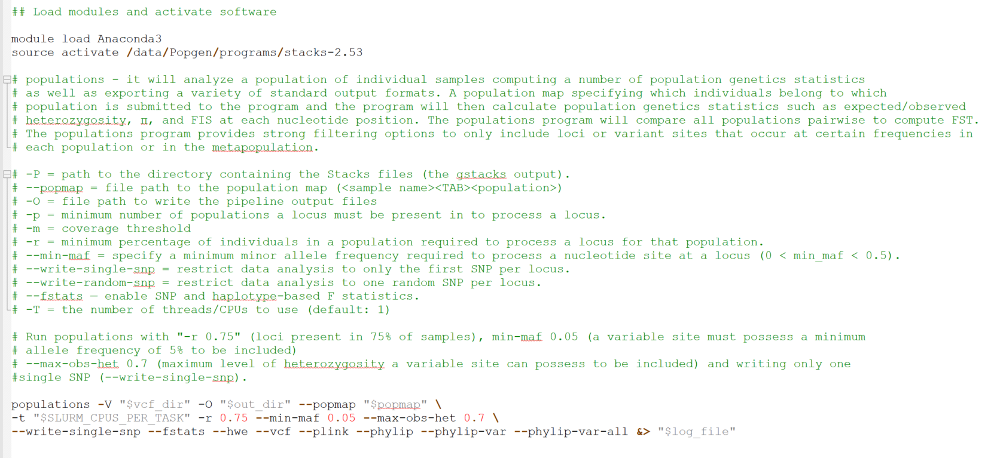 ## Load modules and activate software
module load Anaconda3
source activate /data/Popgen/programs/stacks-2.53
# populations - it will analyze a population of individual samples computing a number of population genetics statistics
# as well as exporting a variety of standard output formats. A population map specifying which individuals belong to which
# population is submitted to the program and the program will then calculate population genetics statistics such as expected/observed
# heterozygosity, π, and FIS at each nucleotide position. The populations program will compare all populations pairwise to compute FST.
# The populations program provides strong filtering options to only include loci or variant sites that occur at certain frequencies in
# each population or in the metapopulation.
# -P = path to the directory containing the Stacks files (the gstacks output).
# --popmap = file path to the population map (<sample name><TAB><population>)
# -O = file path to write the pipeline output files
# -p = minimum number of populations a locus must be present in to process a locus.
# -m = coverage threshold
# -r = minimum percentage of individuals in a population required to process a locus for that population.
# --min-maf = specify a minimum minor allele frequency required to process a nucleotide site at a locus (0 < min_maf < 0.5).
# --write-single-snp = restrict data analysis to only the first SNP per locus.
# --write-random-snp = restrict data analysis to one random SNP per locus.
# --fstats — enable SNP and haplotype-based F statistics.
# -T = the number of threads/CPUs to use (default: 1)
# Run populations with "-r 0.75" (loci present in 75% of samples), min-maf 0.05 (a variable site must possess a minimum
# allele frequency of 5% to be included)
# --max-obs-het 0.7 (maximum level of heterozygosity a variable site can possess to be included) and writing only one
#single SNP (--write-single-snp).
populations -V "$vcf_dir" -O "$out_dir" --popmap "$popmap" \
-t "$SLURM_CPUS_PER_TASK" -r 0.75 --min-maf 0.05 --max-obs-het 0.7 \
--write-single-snp --fstats --hwe --vcf --plink --phylip --phylip-var --phylip-var-all &> "$log_file"